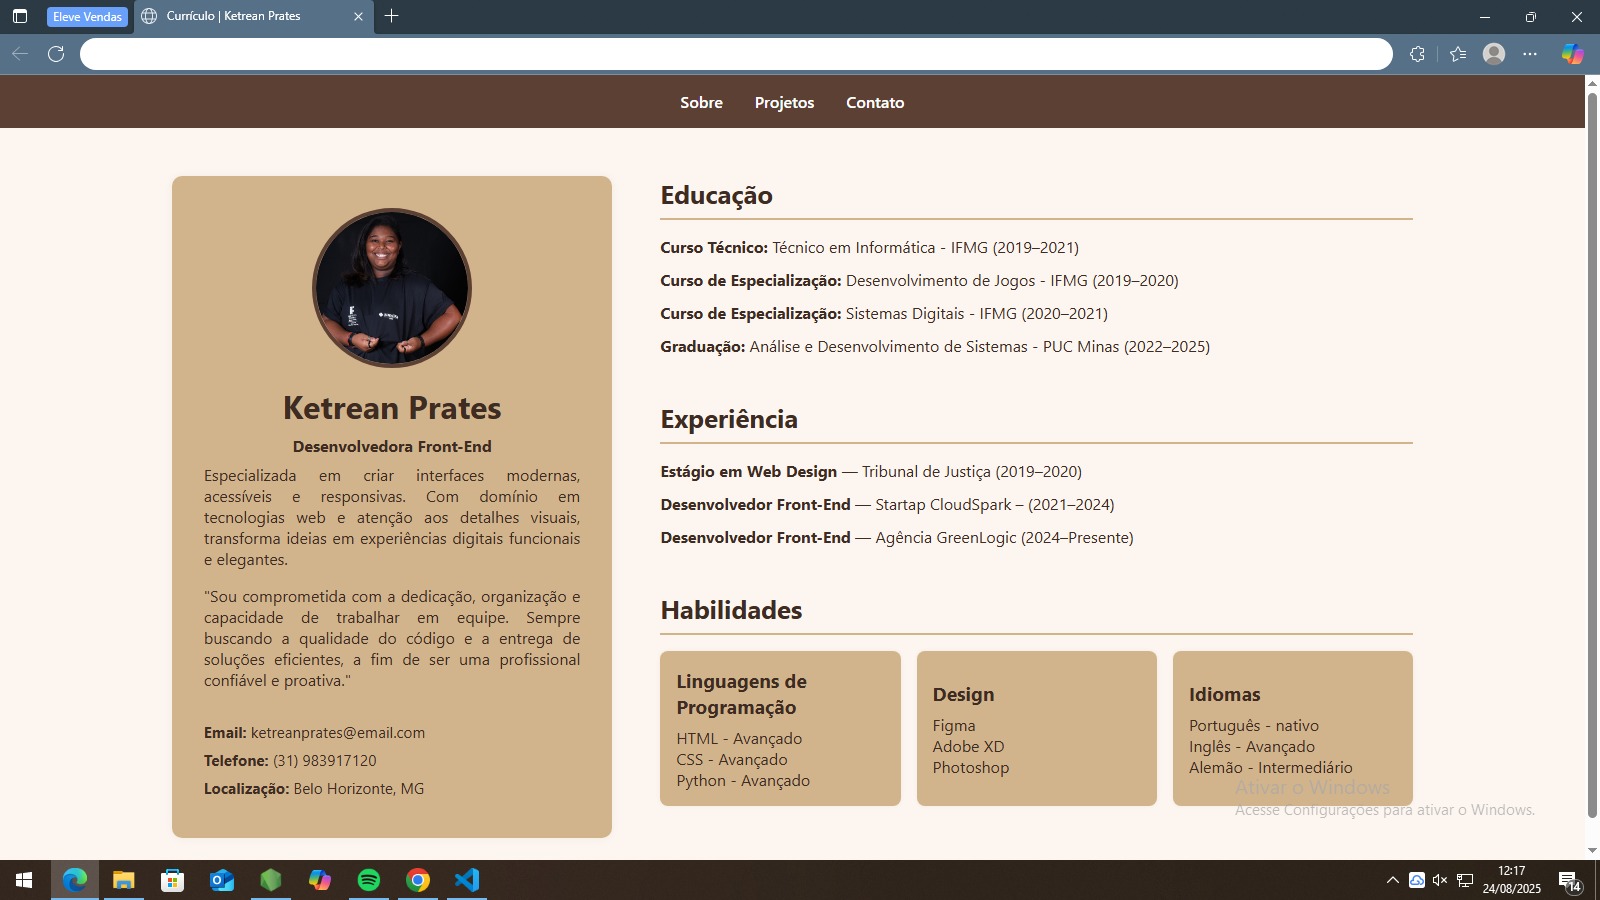 Eleve Vendas
Currículo | Ketrean Prates
Sobre Projetos Contato
Ketrean Prates
Desenvolvedora Front-End
Especializada em criar interfaces modernas,
acessíveis e responsivas. Com domínio em
tecnologias web e atenção aos detalhes visuais,
transforma ideias em experiências digitais funcionais
e elegantes.
"Sou comprometida com a dedicação, organização e
capacidade de trabalhar em equipe. Sempre
buscando a qualidade do código e a entrega de
soluções eficientes, a fim de ser uma profissional
confiável e proativa."
Email: ketreanprates@email.com
Telefone: (31) 983917120
Localização: Belo Horizonte, MG
Educação
Curso Técnico: Técnico em Informática - IFMG (2019–2021)
Curso de Especialização: Desenvolvimento de Jogos - IFMG (2019–2020)
Curso de Especialização: Sistemas Digitais - IFMG (2020–2021)
Graduação: Análise e Desenvolvimento de Sistemas - PUC Minas (2022–2025)
Experiência
Estágio em Web Design — Tribunal de Justiça (2019–2020)
Desenvolvedor Front-End — Startap CloudSpark – (2021–2024)
Desenvolvedor Front-End — Agência GreenLogic (2024–Presente)
Habilidades
Linguagens de
Programação
HTML - Avançado
CSS - Avançado
Python - Avançado
Design
Figma
Adobe XD
Photoshop
Idiomas
Português - nativo
Inglês - Avançado
Alemão - Intermediário
Ativar o Windows
Acesse Configurações para ativar o Windows.
12:17
24/08/2025
14